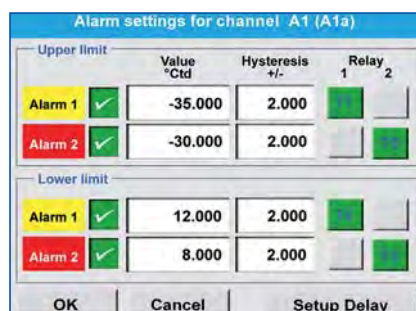 Alarm settings for channel A1 (A1a)
Upper limit
Value °Ctd Hysteresis +/- Relay 1 2
Alarm 1 -35.000 2.000
Alarm 2 -30.000 2.000
Lower limit
Alarm 1 12.000 2.000
Alarm 2 8.000 2.000
OK Cancel Setup Delay